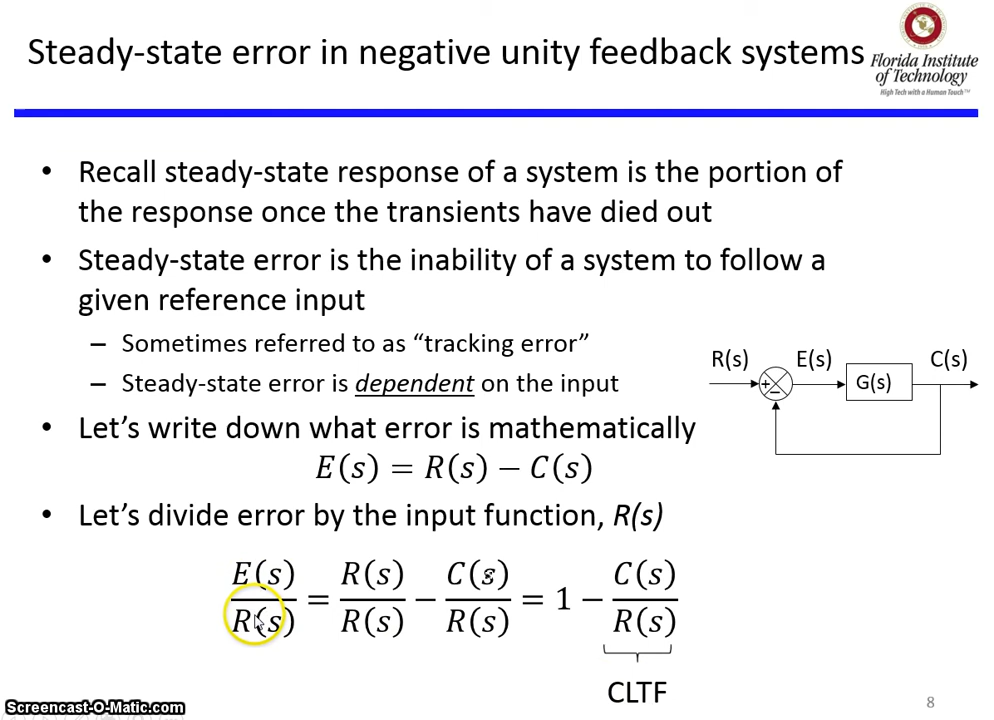 Steady-state error in negative unity feedback systems
Florida Institute
of Technology
High Tech with a Human Touch™
• Recall steady-state response of a system is the portion of
the response once the transients have died out
• Steady-state error is the inability of a system to follow a
given reference input
– Sometimes referred to as “tracking error”
– Steady-state error is dependent on the input
R(s) E(s) C(s)
+ G(s)
−
• Let’s write down what error is mathematically
E(s) = R(s) − C(s)
• Let’s divide error by the input function, R(s)
E(s)/R(s) = R(s)/R(s) − C(s)/R(s) = 1 − C(s)/R(s)
CLTF
Screencast-O-Matic.com
8